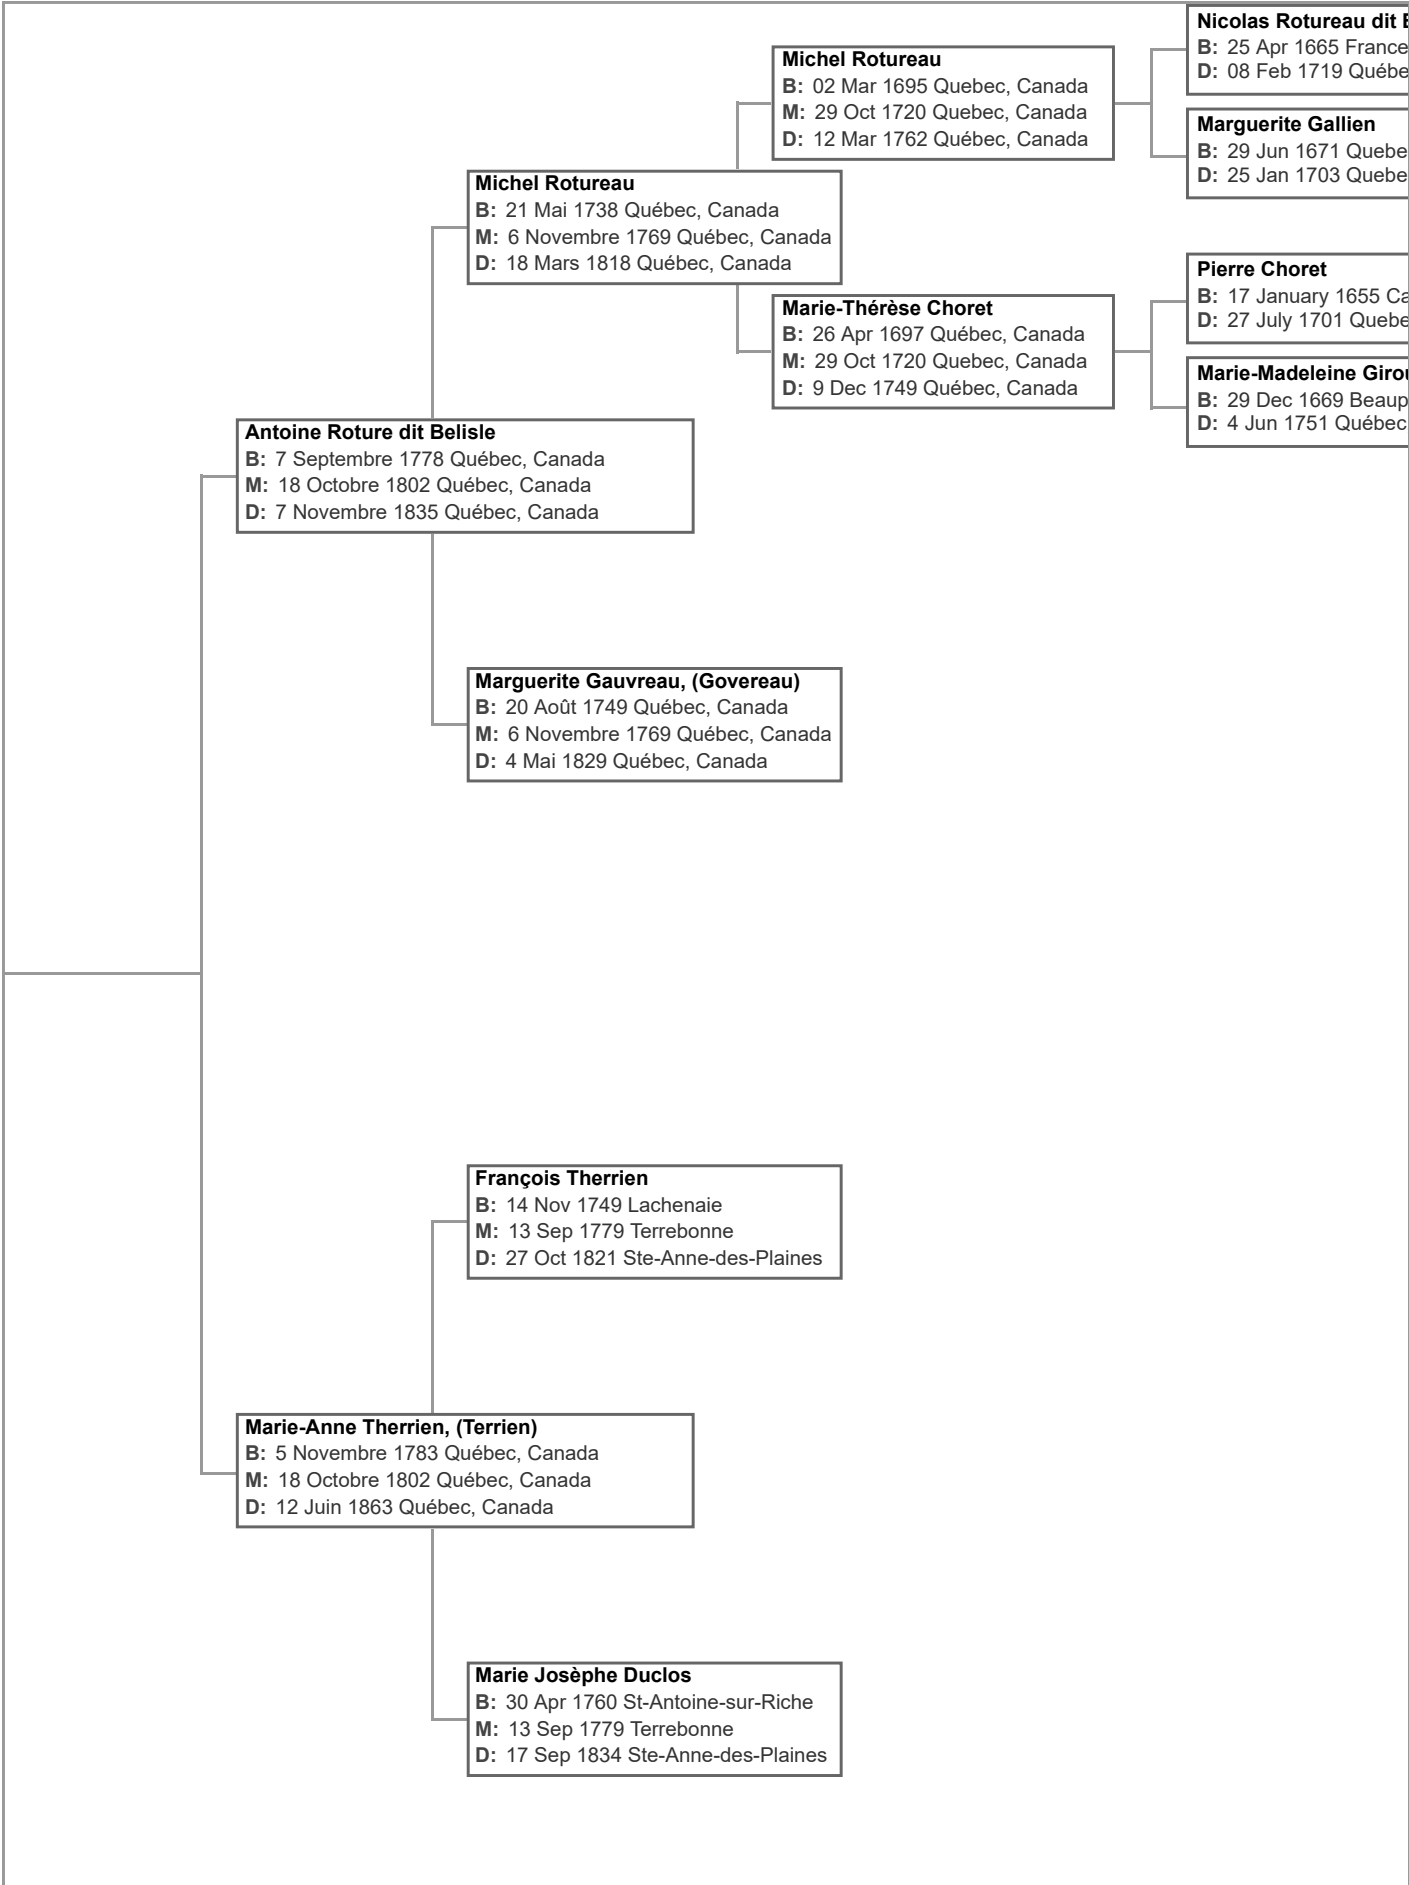 Nicolas Rotureau dit
B: 25 Apr 1665 France
D: 08 Feb 1719
Michel Rotureau
B: 02 Mar 1695 Quebec, Canada
M: 29 Oct 1720 Quebec, Canada
D: 12 Mar 1762 Québec, Canada
Marguerite Gallien
B: 29 Jun 1671
D: 25 Jan 1703
Michel Rotureau
B: 21 Mai 1738 Québec, Canada
M: 6 Novembre 1769 Québec, Canada
D: 18 Mars 1818 Québec, Canada
Pierre Choret
B: 17 January 1655
D: 27 July 1701
Marie-Thérèse Choret
B: 26 Apr 1697 Québec, Canada
M: 29 Oct 1720 Quebec, Canada
D: 9 Dec 1749 Québec, Canada
Marie-Madeleine
B: 29 Dec 1669
D: 4 Jun 1751 Québec
Antoine Roture dit Belisle
B: 7 Septembre 1778 Québec, Canada
M: 18 Octobre 1802 Québec, Canada
D: 7 Novembre 1835 Québec, Canada
Marguerite Gauvreau, (Govereau)
B: 20 Août 1749 Québec, Canada
M: 6 Novembre 1769 Québec, Canada
D: 4 Mai 1829 Québec, Canada
François Therrien
B: 14 Nov 1749 Lachenaie
M: 13 Sep 1779 Terrebonne
D: 27 Oct 1821 Ste-Anne-des-Plaines
Marie-Anne Therrien, (Terrien)
B: 5 Novembre 1783 Québec, Canada
M: 18 Octobre 1802 Québec, Canada
D: 12 Juin 1863 Québec, Canada
Marie Josèphe Duclos
B: 30 Apr 1760 St-Antoine-sur-Riche
M: 13 Sep 1779 Terrebonne
D: 17 Sep 1834 Ste-Anne-des-Plaines